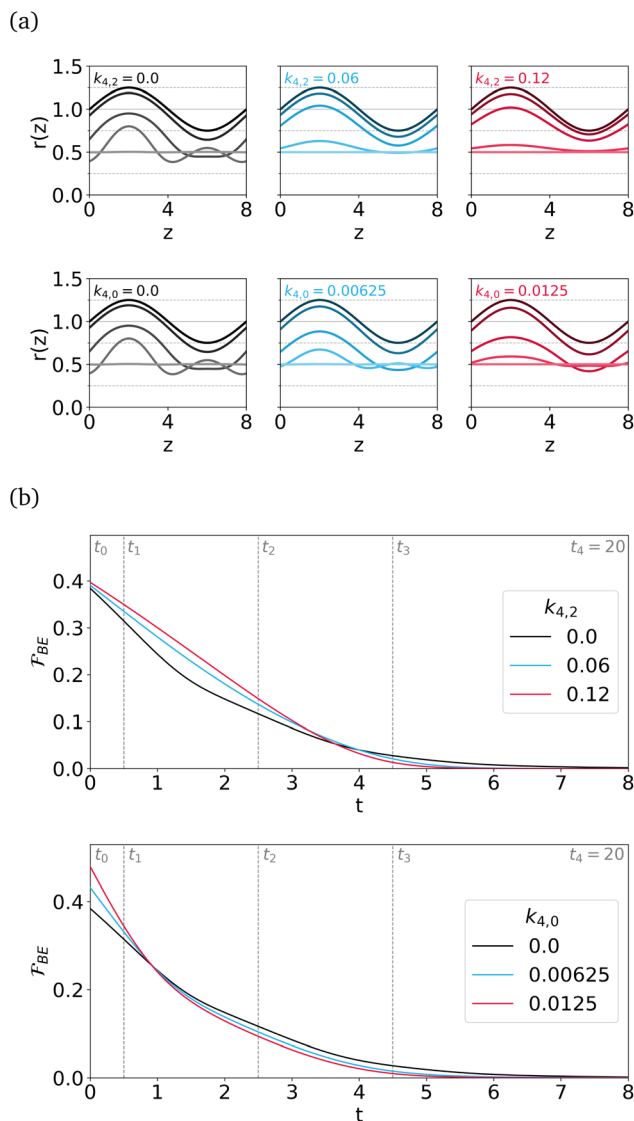 (a)
k4,2 = 0.0
k4,2 = 0.06
k4,2 = 0.12
r(z)
1.5
1.0
0.5
0.0
0 4 8
0 4 8
0 4 8
z
z
z
k4,0 = 0.0
k4,0 = 0.00625
k4,0 = 0.0125
r(z)
1.5
1.0
0.5
0.0
0 4 8
0 4 8
0 4 8
z
z
z
(b)
t0
t1
t2
t3
t4 = 20
FBE
0.4
0.3
0.2
0.1
0.0
k4,2
0.0
0.06
0.12
0 1 2 3 4 5 6 7 8
t
t0
t1
t2
t3
t4 = 20
FBE
0.4
0.2
0.0
k4,0
0.0
0.00625
0.0125
0 1 2 3 4 5 6 7 8
t